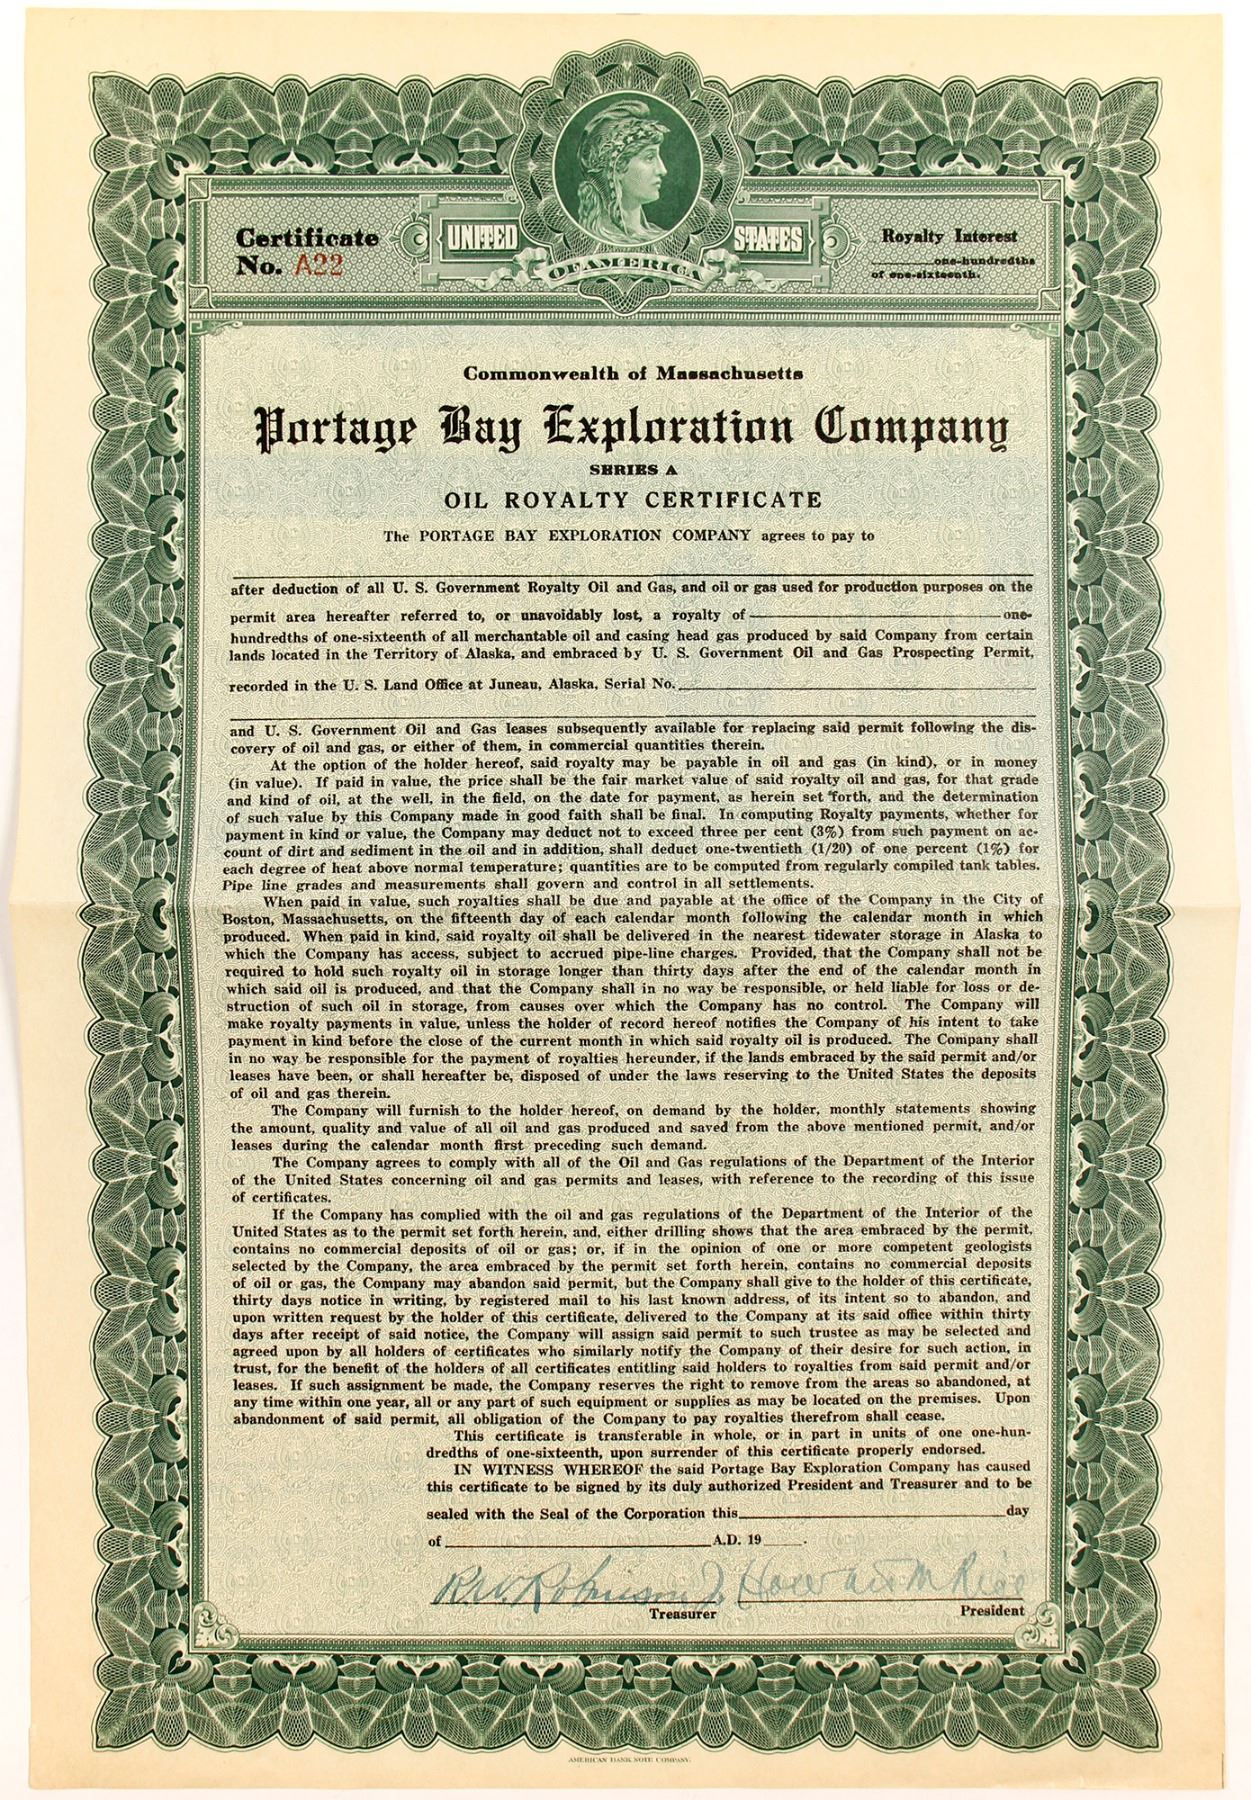 Certificate
No. A22
UNITED STATES
OF AMERICA
Royalty Interest
one-hundredths
of one-sixteenth.
Commonwealth of Massachusetts
Portage Bay Exploration Company
SERIES A
OIL ROYALTY CERTIFICATE
The PORTAGE BAY EXPLORATION COMPANY agrees to pay to
after deduction of all U. S. Government Royalty Oil and Gas, and oil or gas used for production purposes on the
permit area hereafter referred to, or unavoidably lost, a royalty of one-
hundredths of one-sixteenth of all merchantable oil and casing head gas produced by said Company from certain
lands located in the Territory of Alaska, and embraced by U. S. Government Oil and Gas Prospecting Permit,
recorded in the U. S. Land Office at Juneau, Alaska, Serial No.
and U. S. Government Oil and Gas leases subsequently available for replacing said permit following the dis-
covery of oil and gas, or either of them, in commercial quantities therein.
At the option of the holder hereof, said royalty may be payable in oil and gas (in kind), or in money
(in value). If paid in value, the price shall be the fair market value of said royalty oil and gas, for that grade
and kind of oil, at the well, in the field, on the date for payment, as herein set forth, and the determination
of such value by this Company made in good faith shall be final. In computing Royalty payments, whether for
payment in kind or value, the Company may deduct not to exceed three per cent (3%) from such payment on ac-
count of dirt and sediment in the oil and in addition, shall deduct one-twentieth (1/20) of one percent (1%) for
each degree of heat above normal temperature; quantities are to be computed from regularly compiled tank tables.
Pipe line grades and measurements shall govern and control in all settlements.
When paid in value, such royalties shall be due and payable at the office of the Company in the City of
Boston, Massachusetts, on the fifteenth day of each calendar month following the calendar month in which
produced. When paid in kind, said royalty oil shall be delivered in the nearest tidewater storage in Alaska to
which the Company has access, subject to accrued pipe-line charges. Provided, that the Company shall not be
required to hold such royalty oil in storage longer than thirty days after the end of the calendar month in
which said oil is produced, and that the Company shall in no way be responsible, or held liable for loss or de-
struction of such oil in storage, from causes over which the Company has no control. The Company will
make royalty payments in value, unless the holder of record hereof notifies the Company of his intent to take
payment in kind before the close of the current month in which said royalty oil is produced. The Company shall
in no way be responsible for the payment of royalties hereunder, if the lands embraced by the said permit and/or
leases have been, or shall hereafter be, disposed of under the laws reserving to the United States the deposits
of oil and gas therein.
The Company will furnish to the holder hereof, on demand by the holder, monthly statements showing
the amount, quality and value of all oil and gas produced and saved from the above mentioned permit, and/or
leases during the calendar month first preceding such demand.
The Company agrees to comply with all of the Oil and Gas regulations of the Department of the Interior
of the United States concerning oil and gas permits and leases, with reference to the recording of this issue
of certificates.
If the Company has complied with the oil and gas regulations of the Department of the Interior of the
United States as to the permit set forth herein, and, either drilling shows that the area embraced by the permit,
contains no commercial deposits of oil or gas; or, if in the opinion of one or more competent geologists
selected by the Company, the area embraced by the permit set forth herein, contains no commercial deposits
of oil or gas, the Company may abandon said permit, but the Company shall give to the holder of this certificate,
thirty days notice in writing, by registered mail to his last known address, of its intent so to abandon, and
upon written request by the holder of this certificate, delivered to the Company at its said office within thirty
days after receipt of said notice, the Company will assign said permit to such trustee as may be selected and
agreed upon by all holders of certificates who similarly notify the Company of their desire for such action, in
trust, for the benefit of the holders of all certificates entitling said holders to royalties from said permit and/or
leases. If such assignment be made, the Company reserves the right to remove from the areas so abandoned, at
any time within one year, all or any part of such equipment or supplies as may be located on the premises. Upon
abandonment of said permit, all obligation of the Company to pay royalties therefrom shall cease.
This certificate is transferable in whole, or in part in units of one one-hun-
dredths of one-sixteenth, upon surrender of this certificate properly endorsed.
IN WITNESS WHEREOF the said Portage Bay Exploration Company has caused
this certificate to be signed by its duly authorized President and Treasurer and to be
sealed with the Seal of the Corporation this day
of A.D. 19 .
R. W. Robinson Jr Howard M Rice
Treasurer President
AMERICAN BANK NOTE COMPANY.